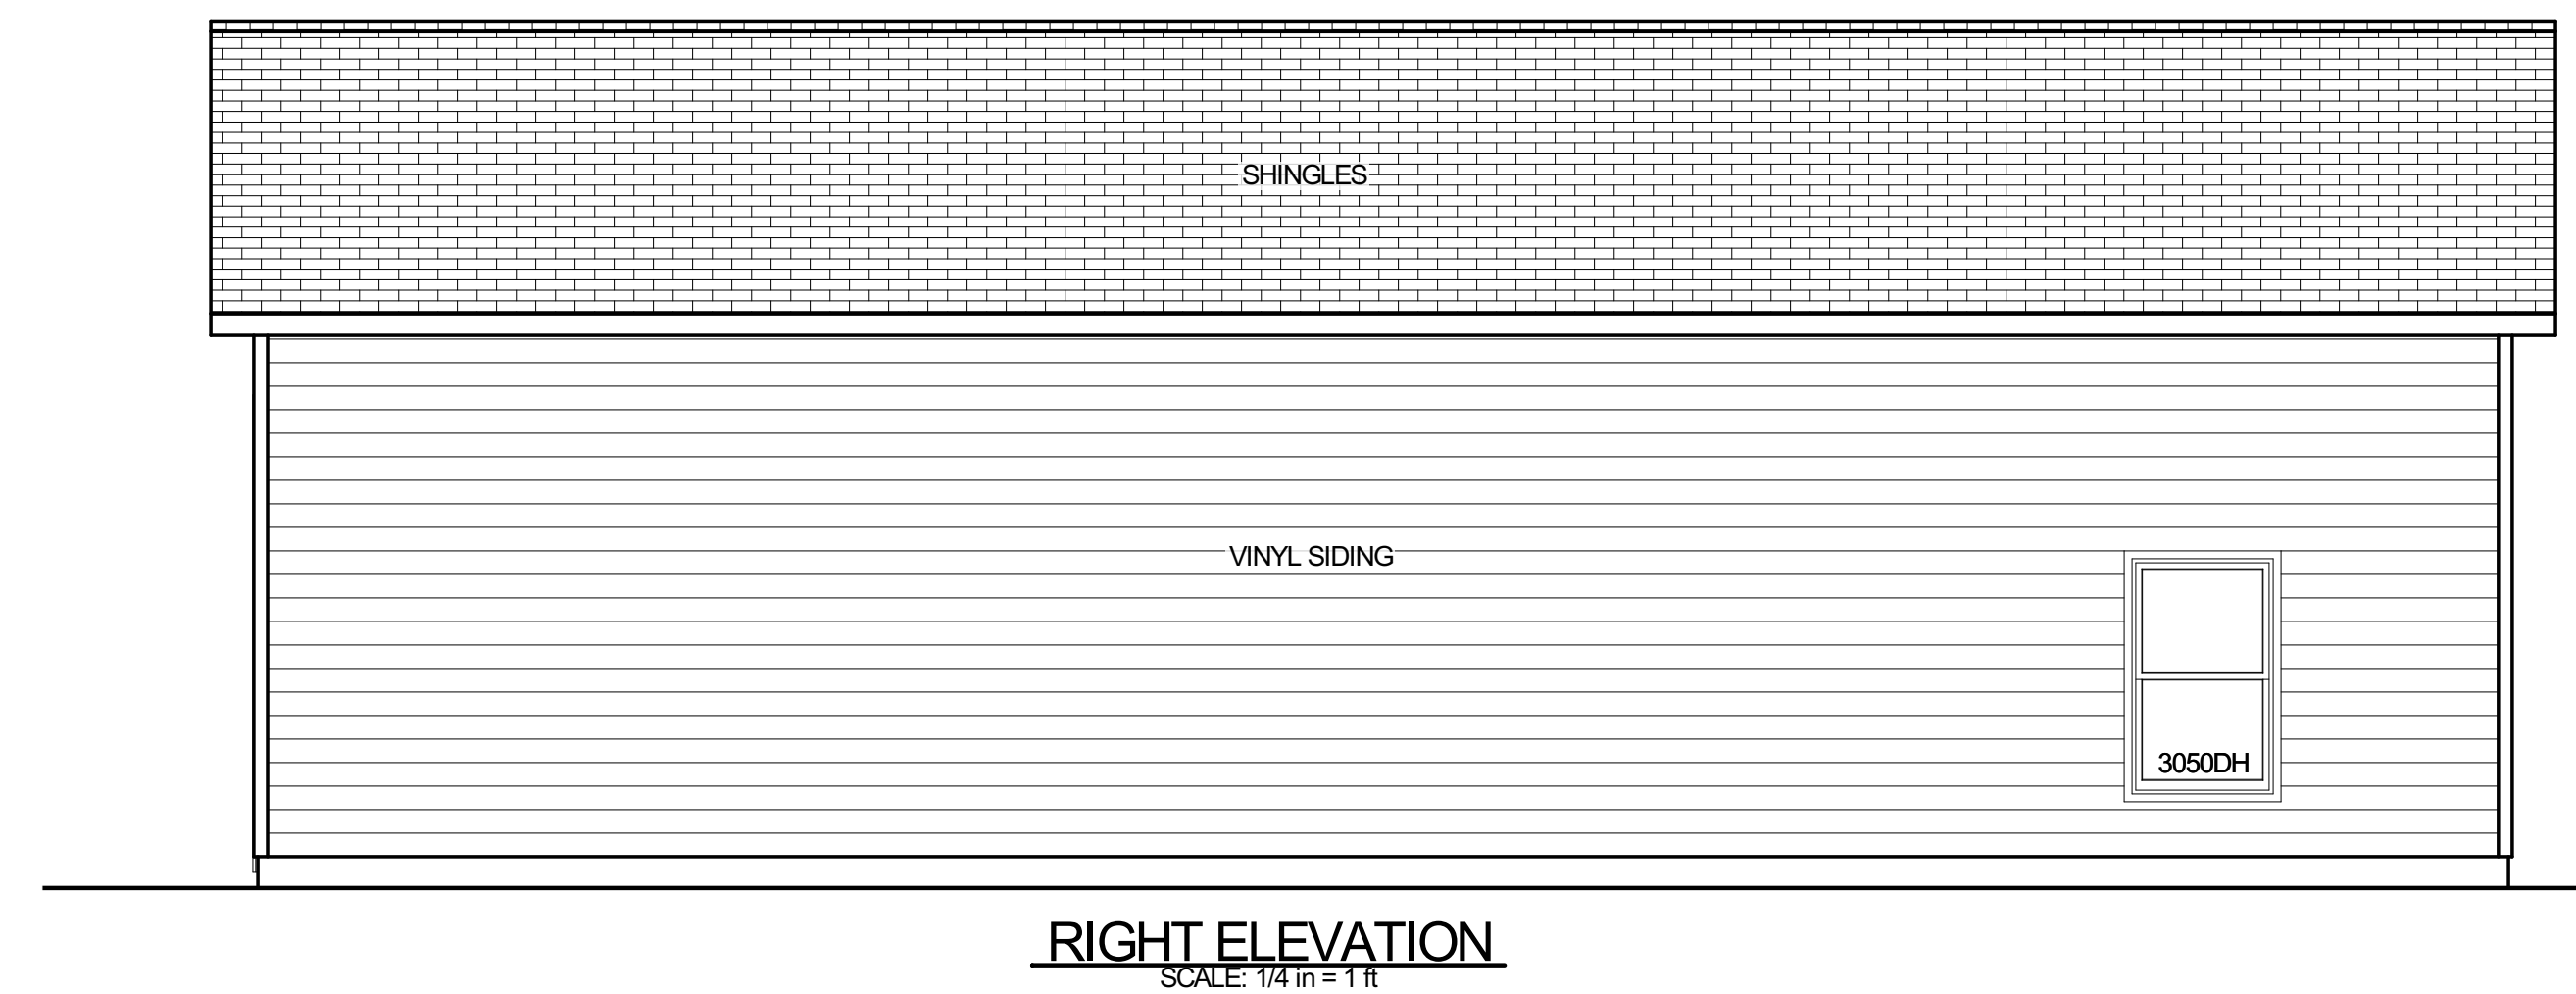 SHINGLES
VINYL SIDING
3050DH
RIGHT ELEVATION
SCALE: 1/4 in = 1 ft